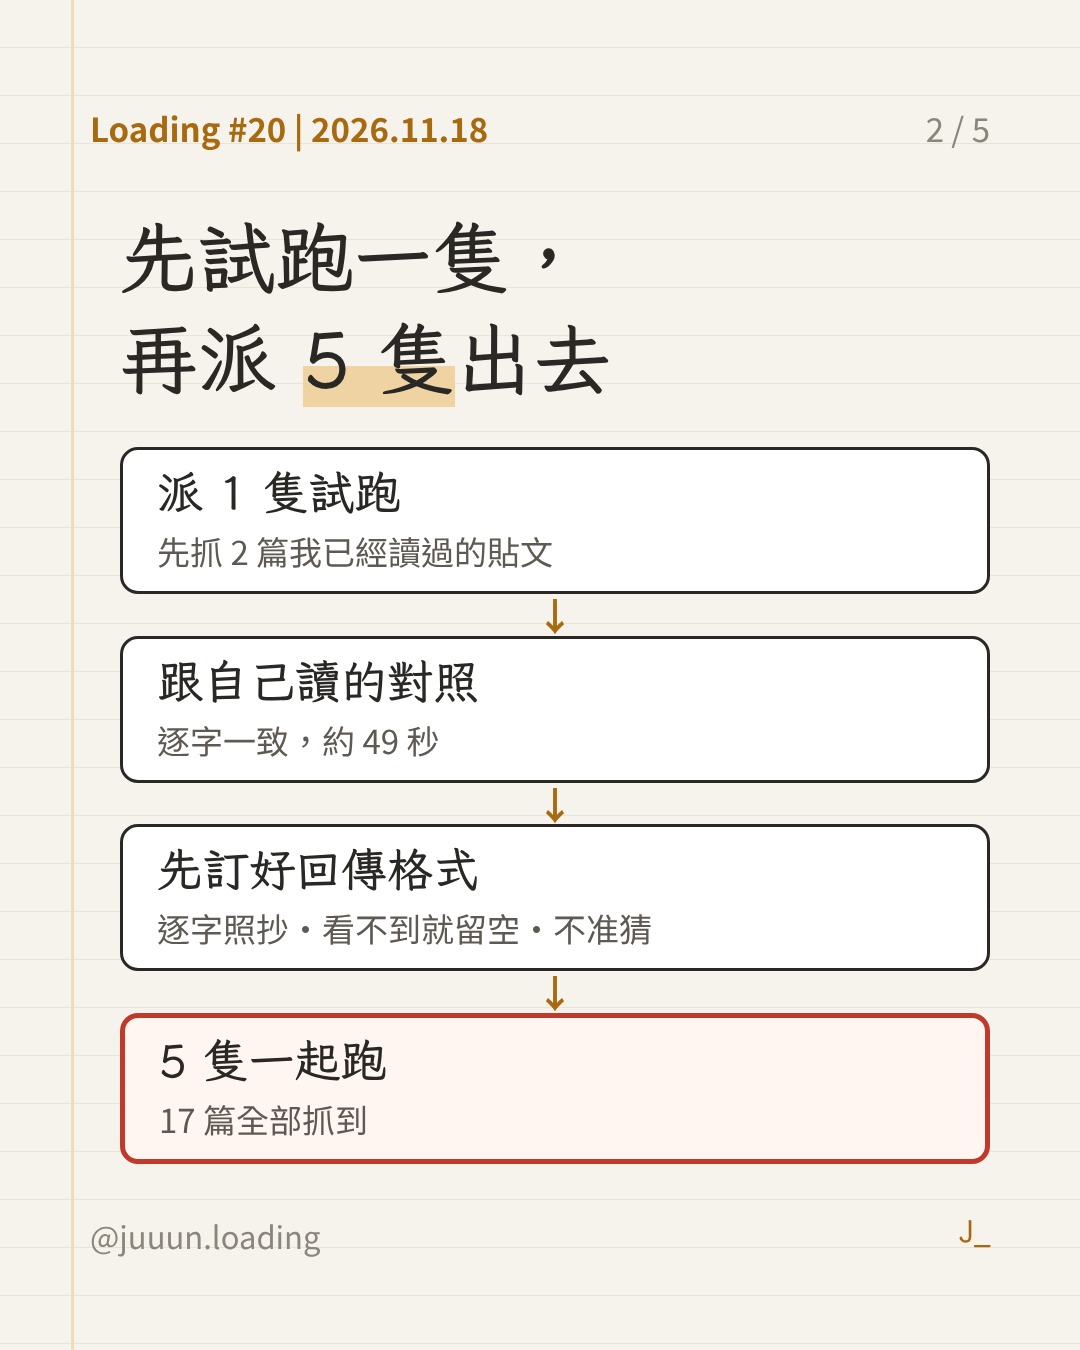 Loading #20 | 2026.11.18
2 / 5
先試跑一隻，
再派 5 隻出去
派 1 隻試跑
先抓 2 篇我已經讀過的貼文
↓
跟自己讀的對照
逐字一致，約 49 秒
↓
先訂好回傳格式
逐字照抄・看不到就留空・不准猜
↓
5 隻一起跑
17 篇全部抓到
@juuun.loading
J_